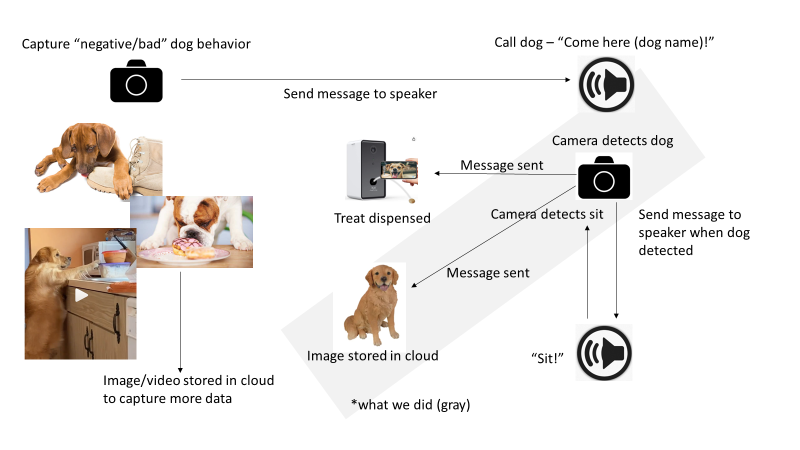 Capture “negative/bad” dog behavior
Call dog – “Come here (dog name)!”
Send message to speaker
Camera detects dog
Message sent
Treat dispensed
Camera detects sit
Send message to
speaker when dog
detected
Message sent
Image stored in cloud
“Sit!”
Image/video stored in cloud
to capture more data
*what we did (gray)